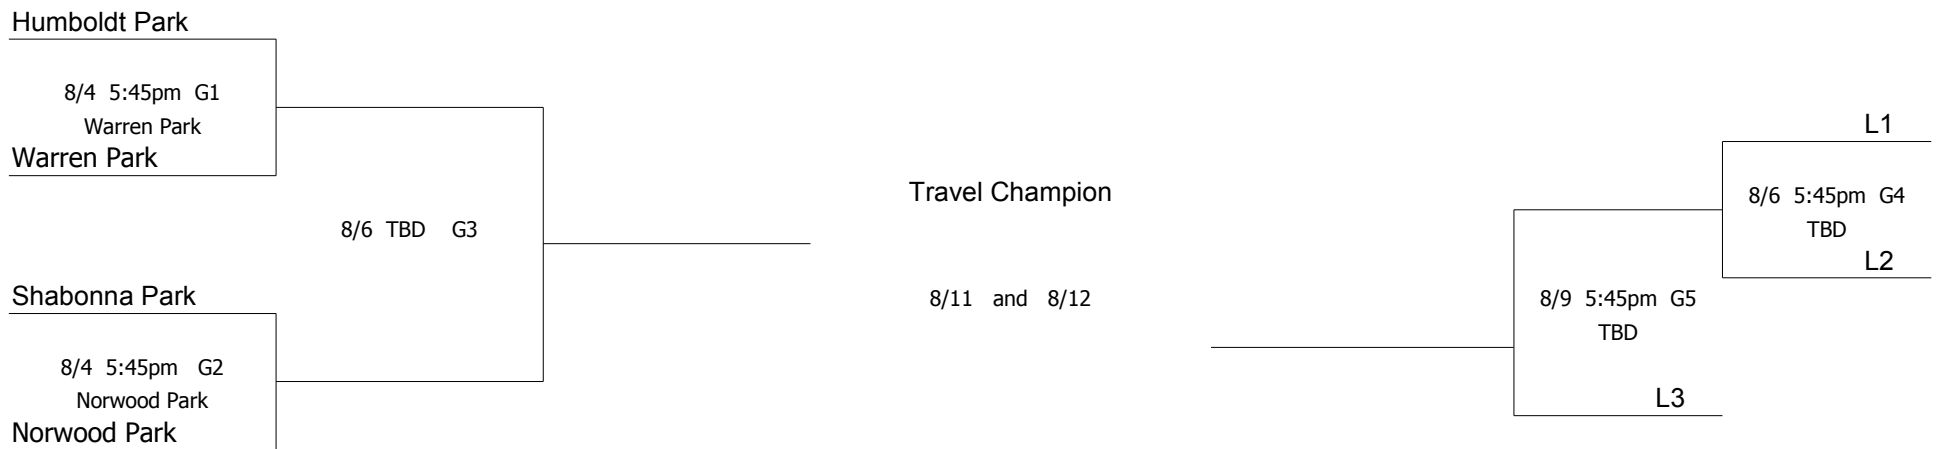 Humboldt Park
8/4 5:45pm G1
Warren Park
Warren Park
8/6 TBD G3
Shabonna Park
8/4 5:45pm G2
Norwood Park
Norwood Park
Travel Champion
8/11 and 8/12
L1
8/6 5:45pm G4
TBD
L2
8/9 5:45pm G5
TBD
L3